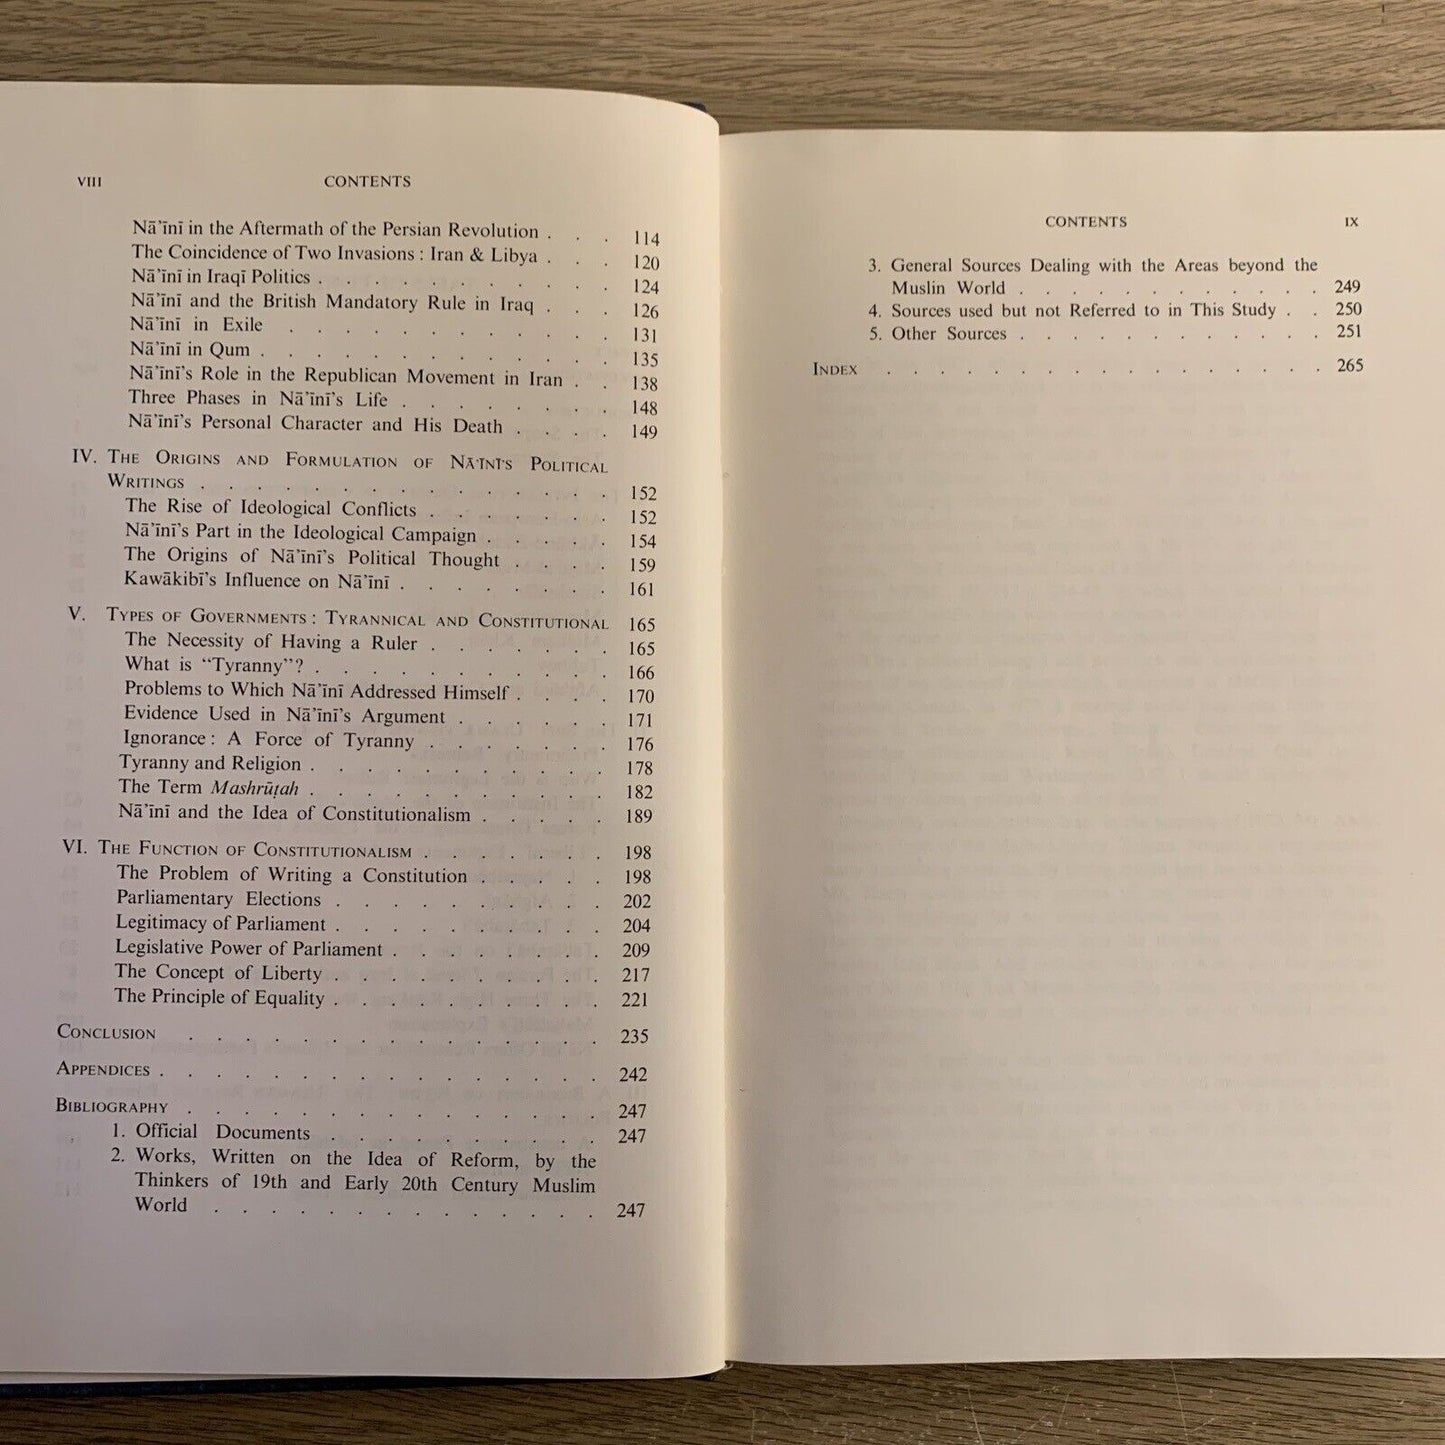 VIII CONTENTS
Nā'īnī in the Aftermath of the Persian Revolution . . . 114
The Coincidence of Two Invasions : Iran & Libya . . . 120
Nā'īnī in Iraqī Politics . . . . . . . . . . . 124
Nā'īnī and the British Mandatory Rule in Iraq . . . 126
Nā'īnī in Exile . . . . . . . . . . . . 131
Nā'īnī in Qum . . . . . . . . . . . . . 135
Nā'īnī's Role in the Republican Movement in Iran . . 138
Three Phases in Nā'īnī's Life . . . . . . . . 148
Nā'īnī's Personal Character and His Death . . . . 149
IV. The Origins and Formulation of Nā'īnī's Political
Writings . . . . . . . . . . . . . . . 152
The Rise of Ideological Conflicts . . . . . . . 152
Nā'īnī's Part in the Ideological Campaign . . . . . 154
The Origins of Nā'īnī's Political Thought . . . . 159
Kawākibī's Influence on Nā'īnī . . . . . . . . 161
V. Types of Governments : Tyrannical and Constitutional 165
The Necessity of Having a Ruler . . . . . . . 165
What is “Tyranny”? . . . . . . . . . . . 166
Problems to Which Nā'īnī Addressed Himself . . . . 170
Evidence Used in Nā'īnī's Argument . . . . . . 171
Ignorance : A Force of Tyranny . . . . . . . 176
Tyranny and Religion . . . . . . . . . . . 178
The Term Mashrūṭah . . . . . . . . . . . 182
Nā'īnī and the Idea of Constitutionalism . . . . . 189
VI. The Function of Constitutionalism . . . . . . . 198
The Problem of Writing a Constitution . . . . . 198
Parliamentary Elections . . . . . . . . . . 202
Legitimacy of Parliament . . . . . . . . . . 204
Legislative Power of Parliament . . . . . . . . 209
The Concept of Liberty . . . . . . . . . . 217
The Principle of Equality . . . . . . . . . . 221
Conclusion . . . . . . . . . . . . . . . 235
Appendices . . . . . . . . . . . . . . . . 242
Bibliography . . . . . . . . . . . . . . . 247
1. Official Documents . . . . . . . . . . 247
2. Works, Written on the Idea of Reform, by the
Thinkers of 19th and Early 20th Century Muslim
World . . . . . . . . . . . . . . 247
CONTENTS IX
3. General Sources Dealing with the Areas beyond the
Muslin World . . . . . . . . . . . . 249
4. Sources used but not Referred to in This Study . . 250
5. Other Sources . . . . . . . . . . . . 251
Index . . . . . . . . . . . . . . . . . 265